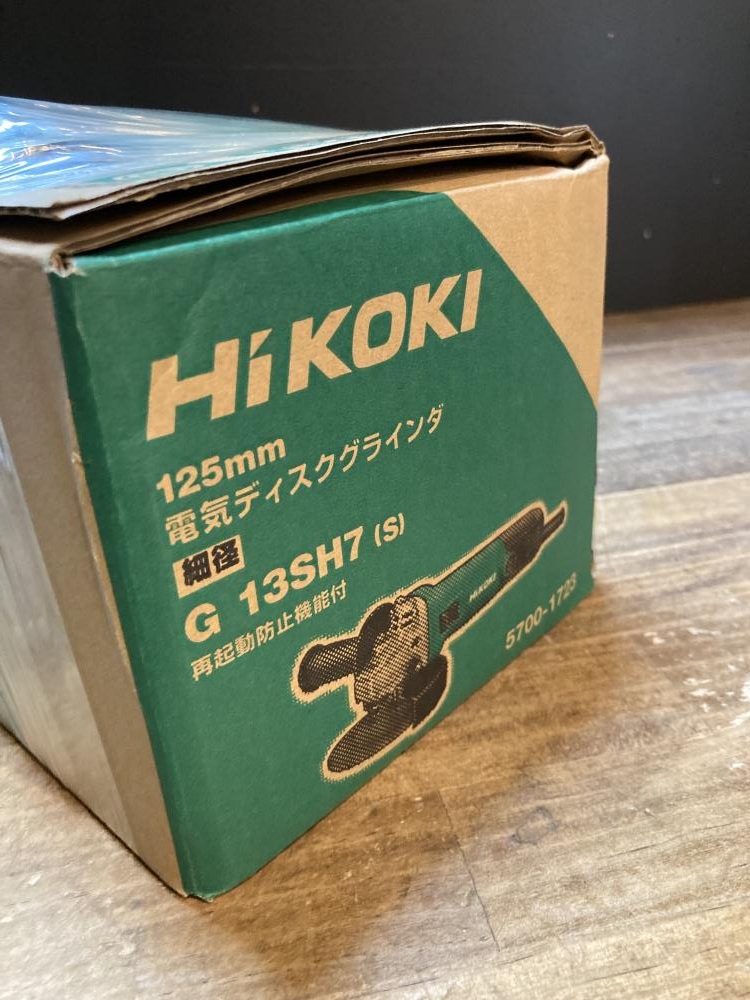 HiKOKI
125mm
電気ディスクグラインダ
細径
G 13SH7 (S)
再起動防止機能付
HiKOKI
5700-1723